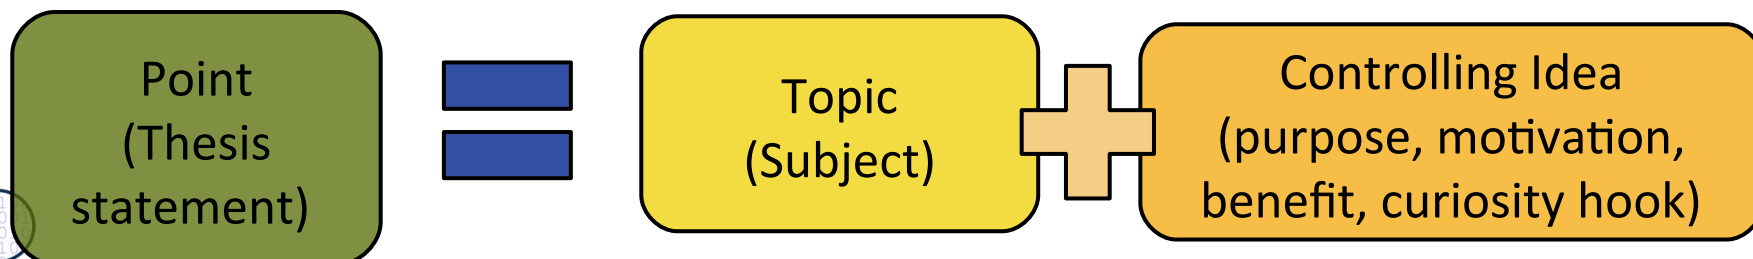 Point
(Thesis
statement)
Topic
(Subject)
Controlling Idea
(purpose, motivation,
benefit, curiosity hook)